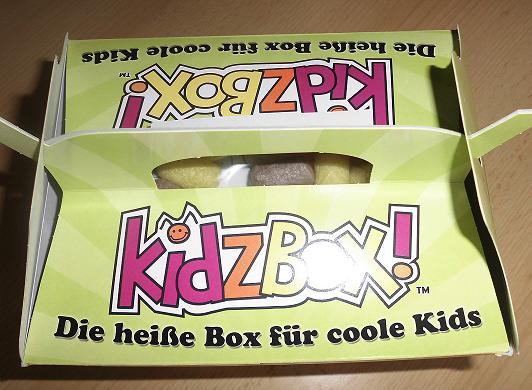 Die heiße Box für coole Kids
KidzBox!
™
KidzBox!
™
Die heiße Box für coole Kids